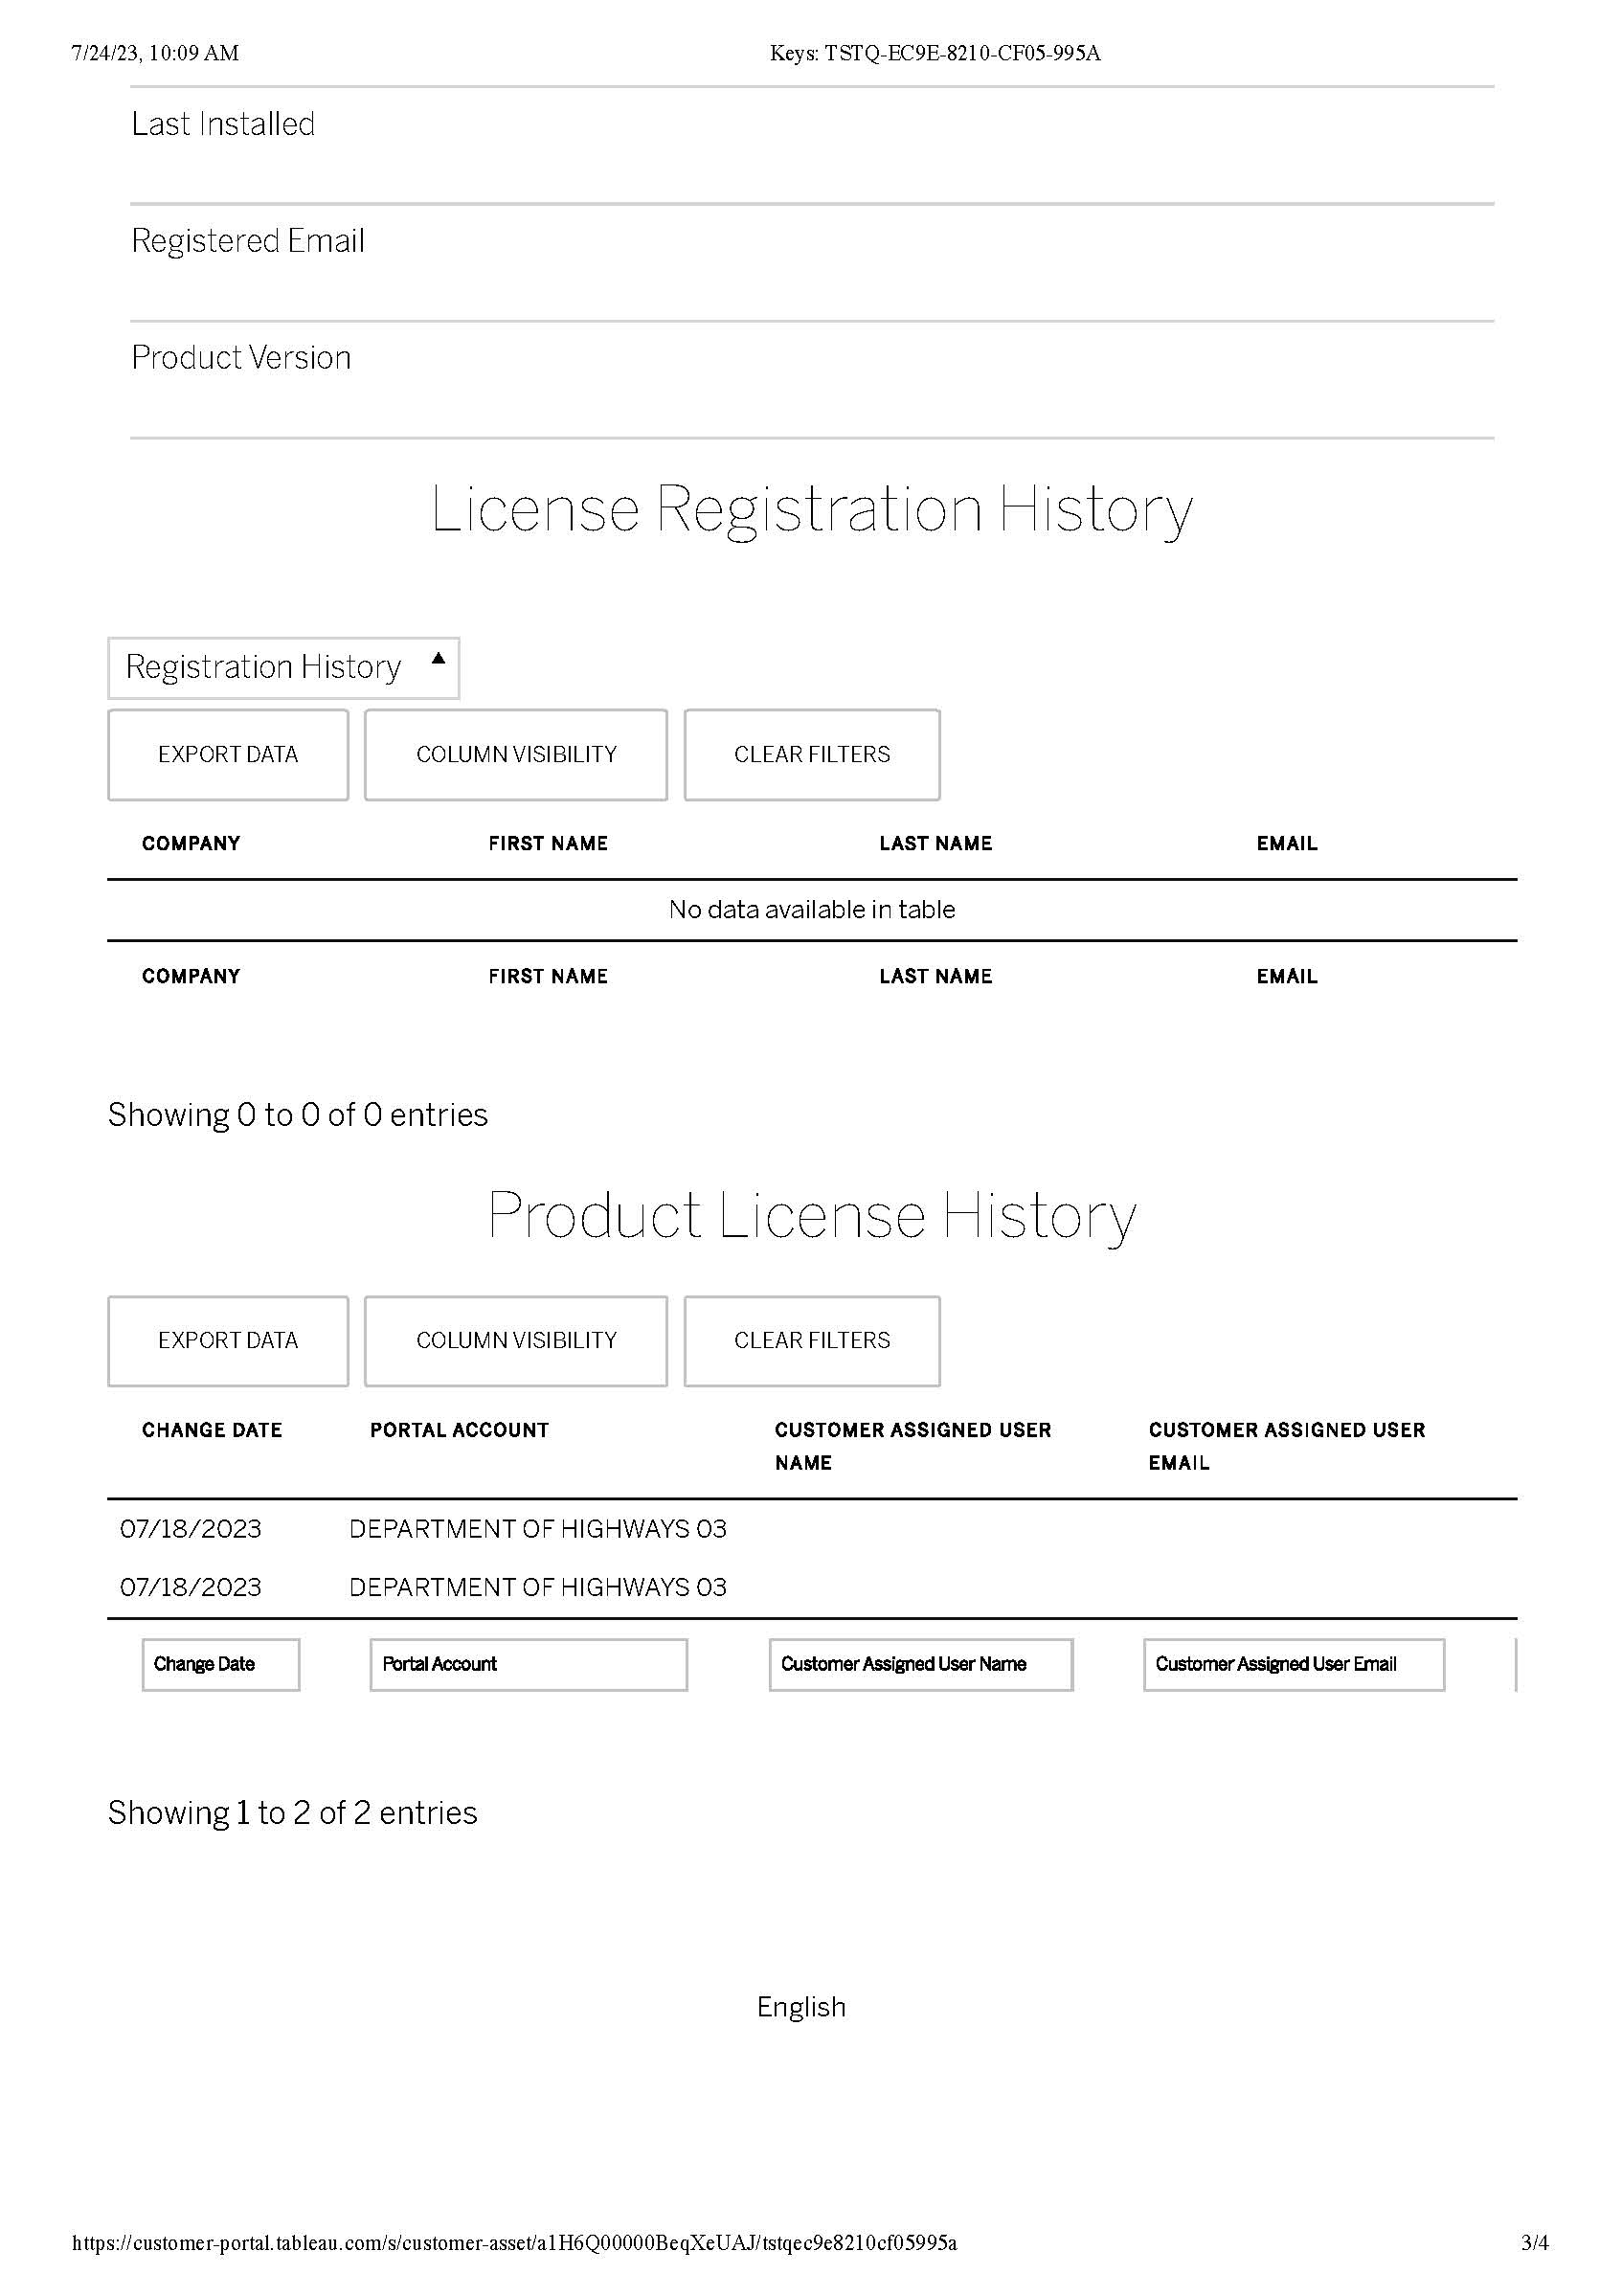 7/24/23, 10:09 AM Keys: TSTQ-EC9E-8210-CF05-995A
Last Installed
Registered Email
Product Version
License Registration History
Registration History ▲
EXPORT DATA COLUMN VISIBILITY CLEAR FILTERS
COMPANY FIRST NAME LAST NAME EMAIL
No data available in table
COMPANY FIRST NAME LAST NAME EMAIL
Showing 0 to 0 of 0 entries
Product License History
EXPORT DATA COLUMN VISIBILITY CLEAR FILTERS
CHANGE DATE PORTAL ACCOUNT CUSTOMER ASSIGNED USER CUSTOMER ASSIGNED USER
NAME EMAIL
07/18/2023 DEPARTMENT OF HIGHWAYS 03
07/18/2023 DEPARTMENT OF HIGHWAYS 03
Change Date Portal Account Customer Assigned User Name Customer Assigned User Email
Showing 1 to 2 of 2 entries
English
https://customer-portal.tableau.com/s/customer-asset/a1H6Q00000BeqXeUAJ/tstqec9e8210cf05995a 3/4